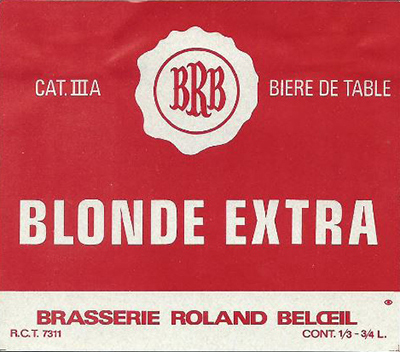 BRB
CAT. III A
BIERE DE TABLE
BLONDE EXTRA
BRASSERIE ROLAND BELŒIL
R.C.T. 7311
CONT. 1/3 - 3/4 L.